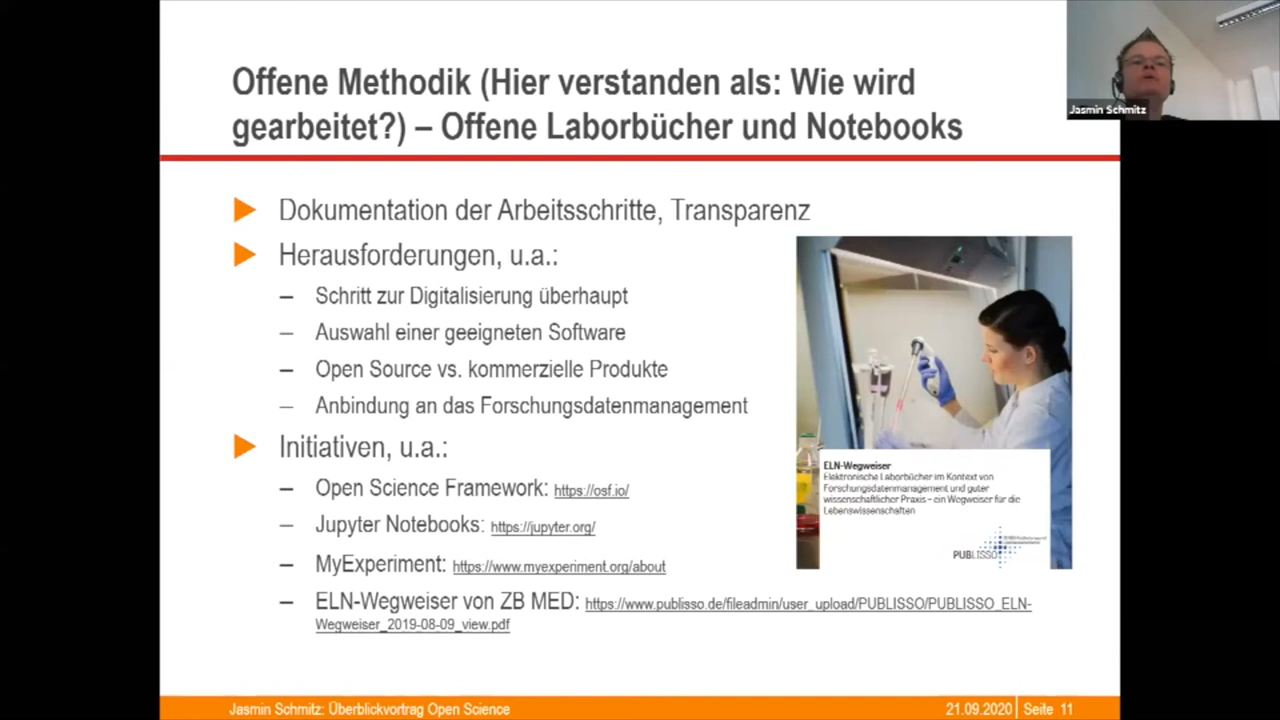 Offene Methodik (Hier verstanden als: Wie wird
gearbeitet?) – Offene Laborbücher und Notebooks
Jasmin Schmitz
Dokumentation der Arbeitsschritte, Transparenz
Herausforderungen, u.a.:
– Schritt zur Digitalisierung überhaupt
– Auswahl einer geeigneten Software
– Open Source vs. kommerzielle Produkte
– Anbindung an das Forschungsdatenmanagement
Initiativen, u.a.:
– Open Science Framework: https://osf.io/
– Jupyter Notebooks: https://jupyter.org/
– MyExperiment: https://www.myexperiment.org/about
– ELN-Wegweiser von ZB MED: https://www.publisso.de/fileadmin/user_upload/PUBLISSO/PUBLISSO_ELN-
Wegweiser_2019-08-09_view.pdf
ELN-Wegweiser
Elektronische Laborbücher im Kontext von
Forschungsdatenmanagement und guter
wissenschaftlicher Praxis – ein Wegweiser für die
Lebenswissenschaften
PUBLISSO
Jasmin Schmitz: Überblickvortrag Open Science
21.09.2020 Seite 11